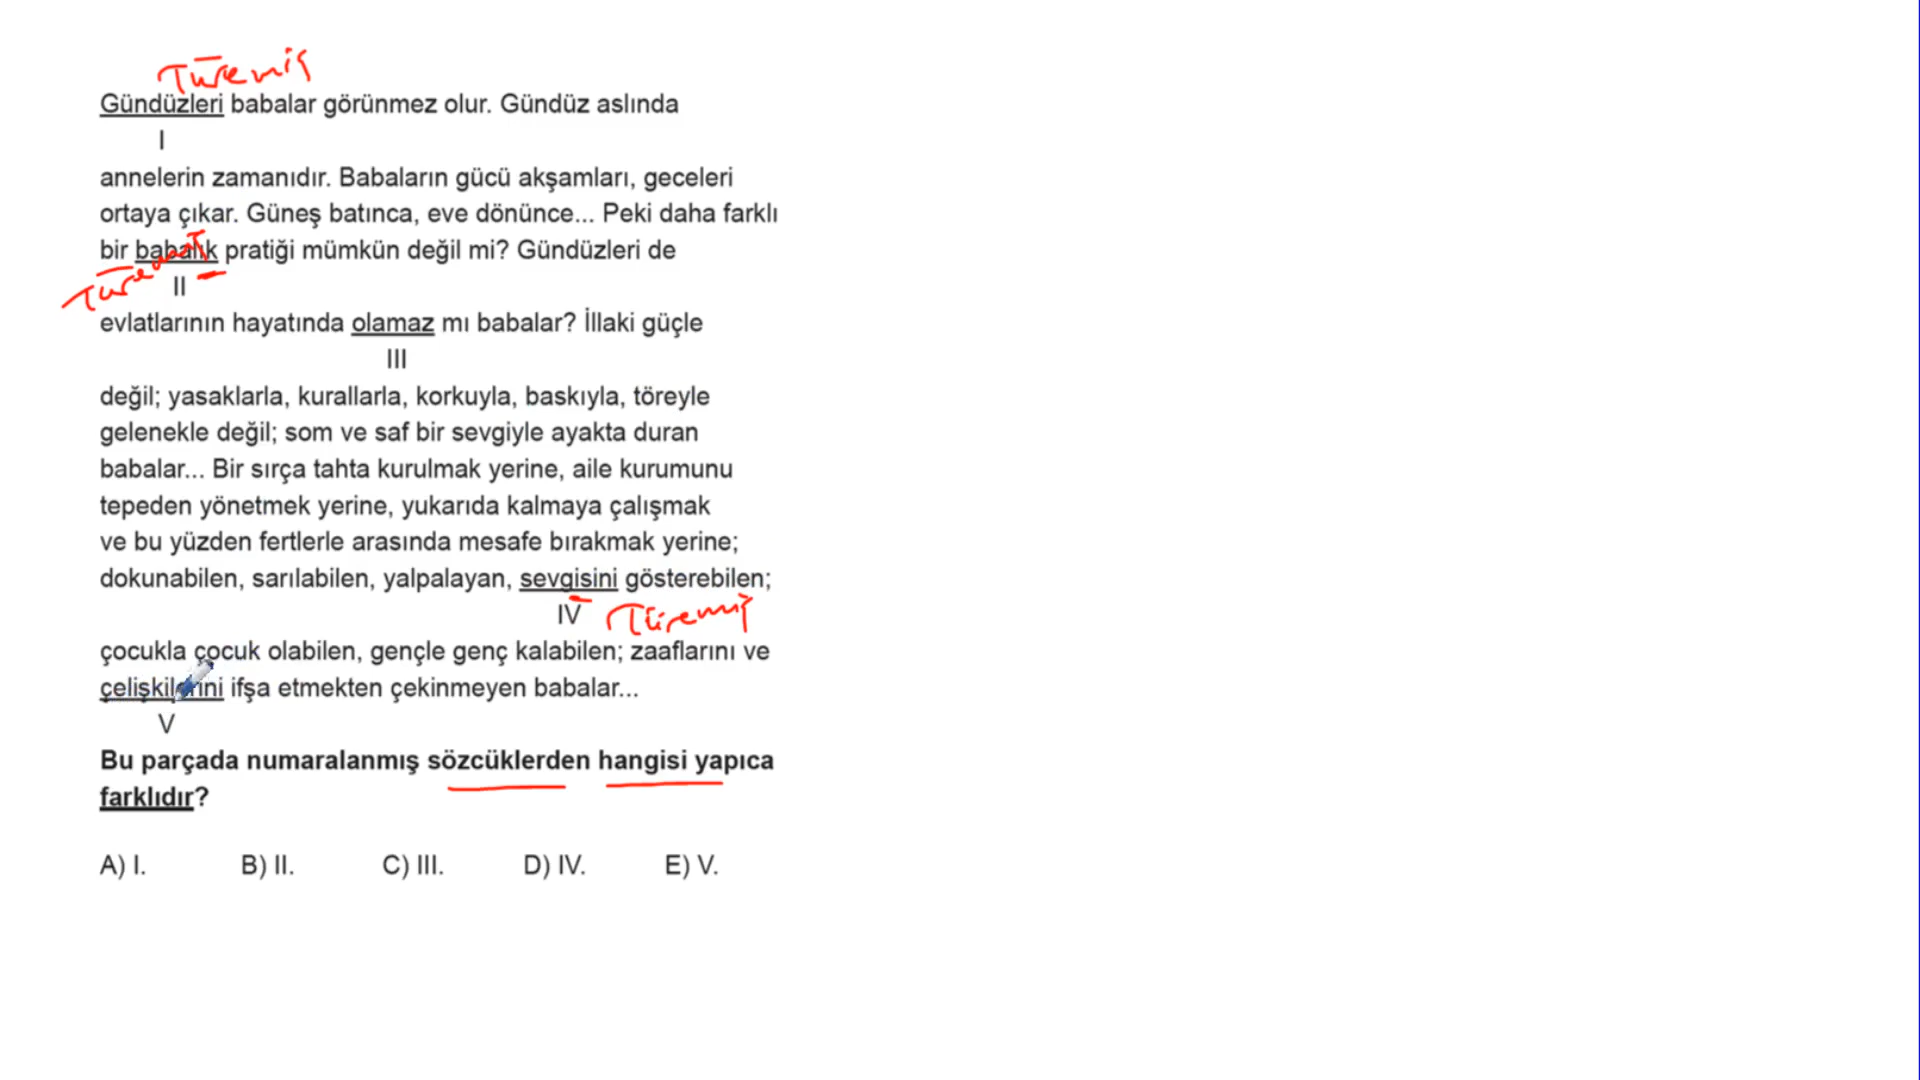 Türemiş
Gündüzleri babalar görünmez olur. Gündüz aslında
I
annelerin zamanıdır. Babaların gücü akşamları, geceleri
ortaya çıkar. Güneş batınca, eve dönünce... Peki daha farklı
bir babalık pratiği mümkün değil mi? Gündüzleri de
Türemiş
II
evlatlarının hayatında olamaz mı babalar? İllaki güçle
III
değil; yasaklarla, kurallarla, korkuyla, baskıyla, töreyle
gelenekle değil; som ve saf bir sevgiyle ayakta duran
babalar... Bir sırça tahta kurulmak yerine, aile kurumunu
tepeden yönetmek yerine, yukarıda kalmaya çalışmak
ve bu yüzden fertlerle arasında mesafe bırakmak yerine;
dokunabilen, sarılabilen, yalpalayan, sevgisini gösterebilen;
IV Türemiş
çocukla çocuk olabilen, gençle genç kalabilen; zaaflarını ve
çelişkilerini ifşa etmekten çekinmeyen babalar...
V
Bu parçada numaralanmış sözcüklerden hangisi yapıca
farklıdır?
A) I. B) II. C) III. D) IV. E) V.